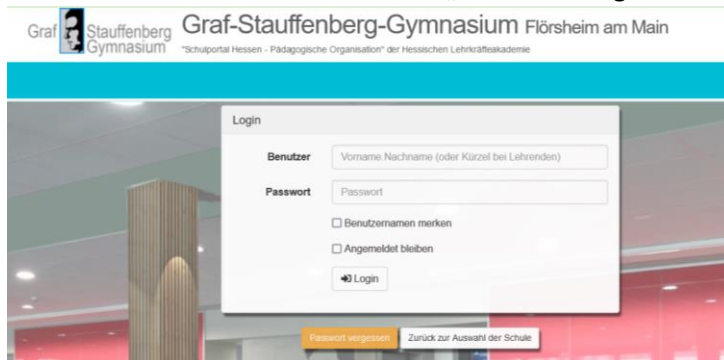 Graf Stauffenberg Gymnasium
Graf-Stauffenberg-Gymnasium Flörsheim am Main
"Schulportal Hessen - Pädagogische Organisation" der Hessischen Lehrkräfteakademie
Login
Benutzer Vorname.Nachname (oder Kürzel bei Lehrenden)
Passwort Passwort
Benutzernamen merken
Angemeldet bleiben
Login
Passwort vergessen Zurück zur Auswahl der Schule